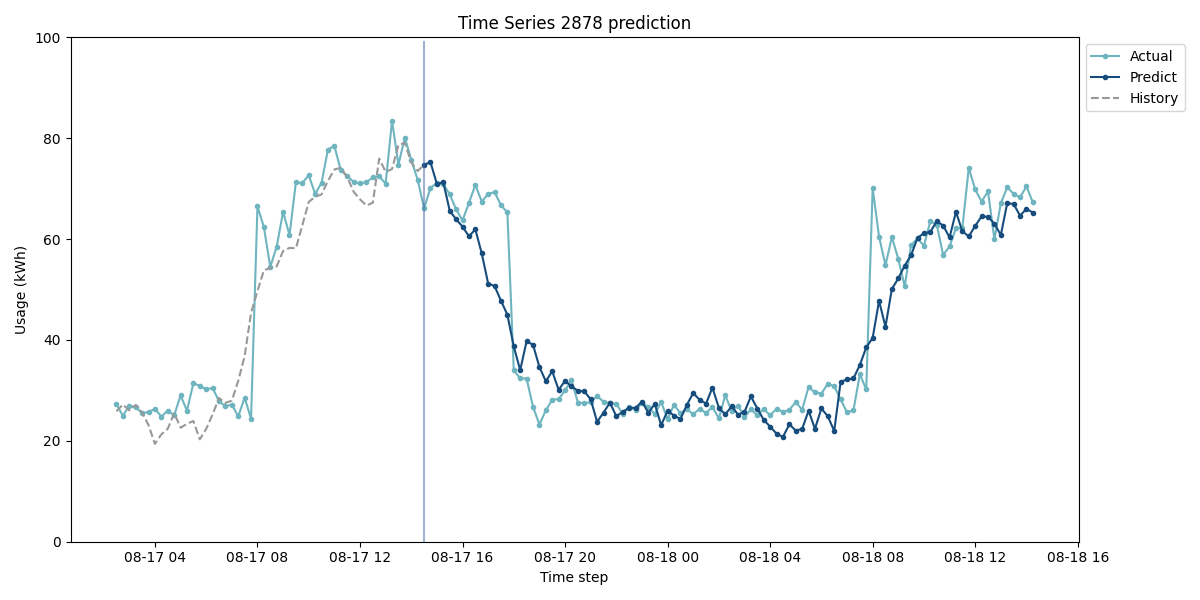 Time Series 2878 prediction
100
80
60
40
20
0
Usage (kWh)
08-17 04
08-17 08
08-17 12
08-17 16
08-17 20
08-18 00
08-18 04
08-18 08
08-18 12
08-18 16
Time step
Actual
Predict
History